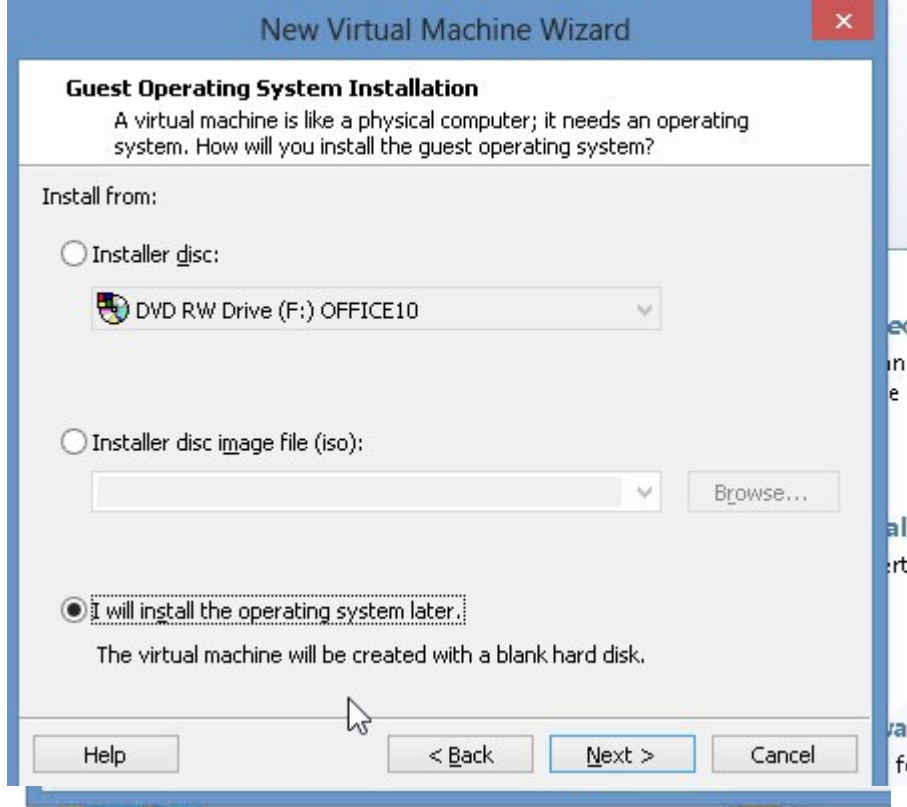 New Virtual Machine Wizard
Guest Operating System Installation
A virtual machine is like a physical computer; it needs an operating
system. How will you install the guest operating system?
Install from:
Installer disc:
DVD RW Drive (F:) OFFICE10
Installer disc image file (iso):
Browse...
I will install the operating system later.
The virtual machine will be created with a blank hard disk.
Help
< Back
Next >
Cancel